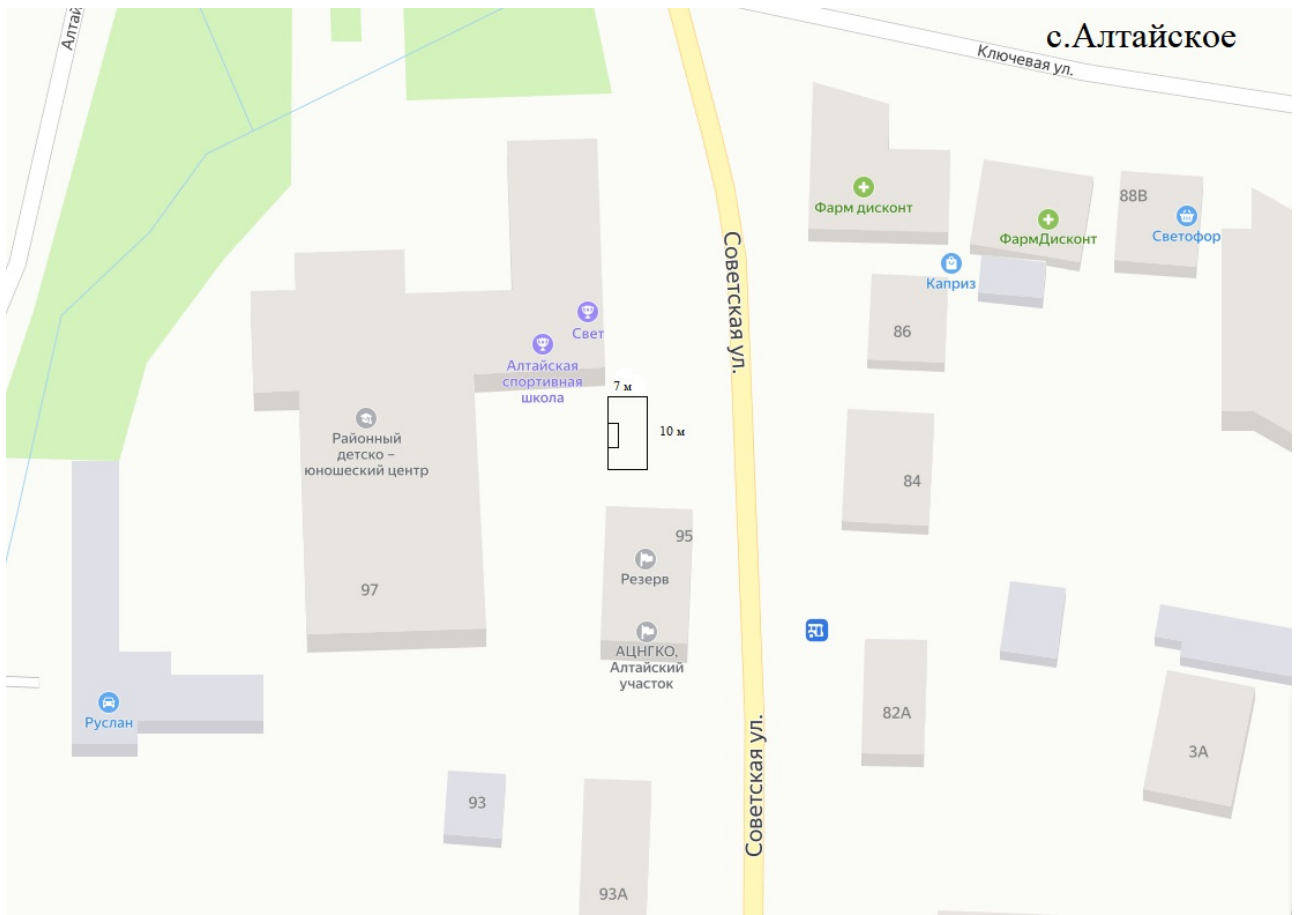 с.Алтайское
Алтай
Ключевая ул.
88В
Фарм дисконт
Светофор
ФармДисконт
Советская ул.
Каприз
86
Свет
Алтайская
спортивная
школа
7 м
10 м
Районный
детско –
юношеский центр
84
95
Резерв
97
АЦНГКО,
Алтайский
участок
Руслан
82А
Советская ул.
3А
93
93А